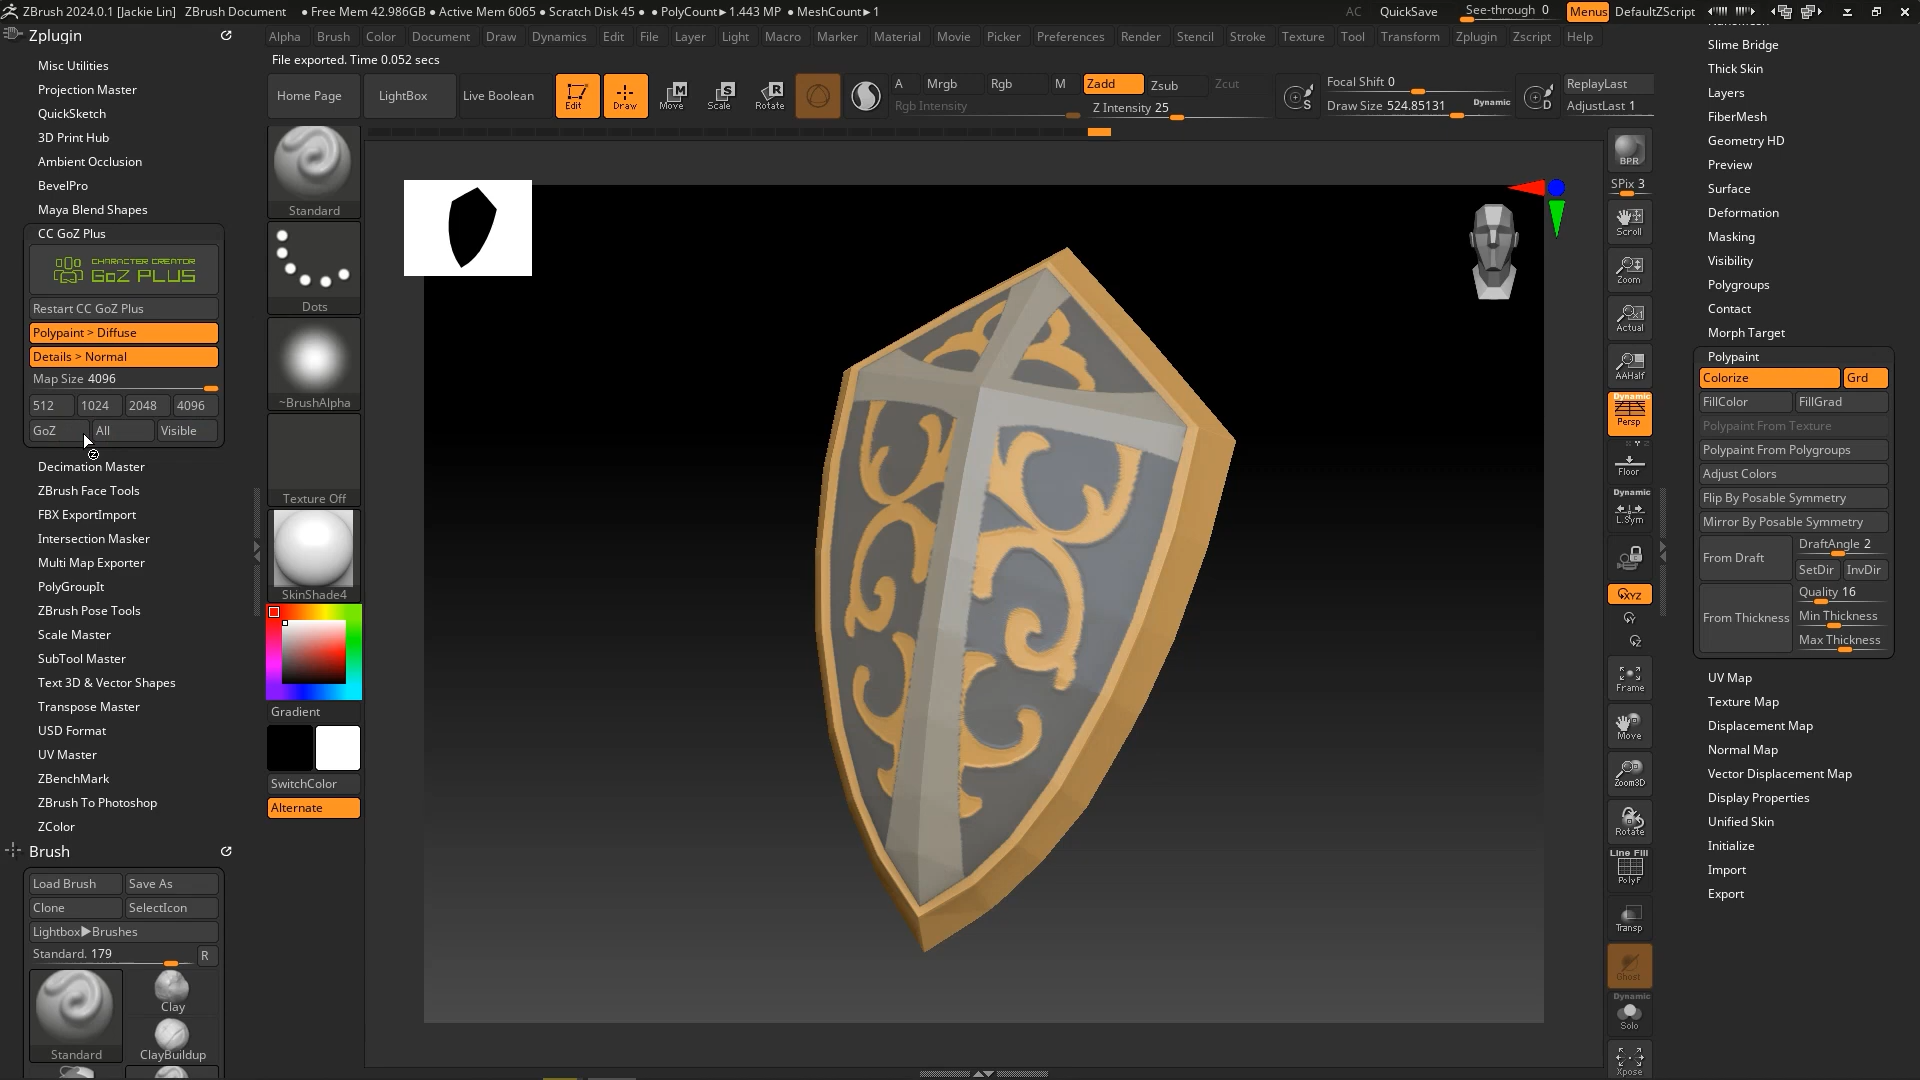 ZBrush 2024.0.1 [Jackie Lin] ZBrush Document • Free Mem 42.986GB • Active Mem 6065 • Scratch Disk 45 • • PolyCount▸1.443 MP • MeshCount▸1
AC QuickSave See-through 0 Menus DefaultZScript
Zplugin
Alpha Brush Color Document Draw Dynamics Edit File Layer Light Macro Marker Material Movie Picker Preferences Render Stencil Stroke Texture Tool Transform Zplugin Zscript Help
File exported. Time 0.052 secs
Home Page LightBox Live Boolean Edit Draw Move Scale Rotate
M S R
A Mrgb Rgb M Zadd Zsub Zcut
Rgb Intensity Z Intensity 25
S Focal Shift 0
Draw Size 524.85131 Dynamic
D ReplayLast
AdjustLast 1
Misc Utilities
Projection Master
QuickSketch
3D Print Hub
Ambient Occlusion
BevelPro
Maya Blend Shapes
CC GoZ Plus
CHARACTER CREATOR
GoZ PLUS
Restart CC GoZ Plus
Polypaint > Diffuse
Details > Normal
Map Size 4096
512 1024 2048 4096
GoZ All Visible
Decimation Master
ZBrush Face Tools
FBX ExportImport
Intersection Masker
Multi Map Exporter
PolyGroupIt
ZBrush Pose Tools
Scale Master
SubTool Master
Text 3D & Vector Shapes
Transpose Master
USD Format
UV Master
ZBenchMark
ZBrush To Photoshop
ZColor
Brush
Load Brush Save As
Clone SelectIcon
Lightbox▶Brushes
Standard. 179 R
Clay
Standard ClayBuildup
Standard
Dots
~BrushAlpha
Texture Off
SkinShade4
Gradient
SwitchColor
Alternate
BPR
SPix 3
Scroll
Zoom
Actual
AAHalf
Dynamic
Persp
Floor
Dynamic
L.Sym
XYZ
Frame
Move
Zoom3D
Rotate
Line Fill
PolyF
Transp
Ghost
Dynamic
Solo
Xpose
Slime Bridge
Thick Skin
Layers
FiberMesh
Geometry HD
Preview
Surface
Deformation
Masking
Visibility
Polygroups
Contact
Morph Target
Polypaint
Colorize Grd
FillColor FillGrad
Polypaint From Texture
Polypaint From Polygroups
Adjust Colors
Flip By Posable Symmetry
Mirror By Posable Symmetry
From Draft DraftAngle 2
SetDir InvDir
From Thickness Quality 16
Min Thickness
Max Thickness
UV Map
Texture Map
Displacement Map
Normal Map
Vector Displacement Map
Display Properties
Unified Skin
Initialize
Import
Export